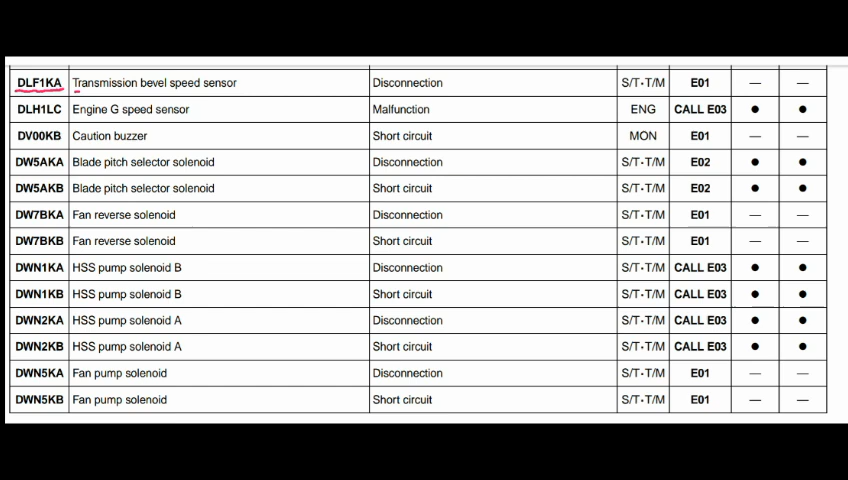 DLF1KA Transmission bevel speed sensor Disconnection S/T・T/M E01 — —
DLH1LC Engine G speed sensor Malfunction ENG CALL E03 ● ●
DV00KB Caution buzzer Short circuit MON E01 — —
DW5AKA Blade pitch selector solenoid Disconnection S/T・T/M E02 ● ●
DW5AKB Blade pitch selector solenoid Short circuit S/T・T/M E02 ● ●
DW7BKA Fan reverse solenoid Disconnection S/T・T/M E01 — —
DW7BKB Fan reverse solenoid Short circuit S/T・T/M E01 — —
DWN1KA HSS pump solenoid B Disconnection S/T・T/M CALL E03 ● ●
DWN1KB HSS pump solenoid B Short circuit S/T・T/M CALL E03 ● ●
DWN2KA HSS pump solenoid A Disconnection S/T・T/M CALL E03 ● ●
DWN2KB HSS pump solenoid A Short circuit S/T・T/M CALL E03 ● ●
DWN5KA Fan pump solenoid Disconnection S/T・T/M E01 — —
DWN5KB Fan pump solenoid Short circuit S/T・T/M E01 — —